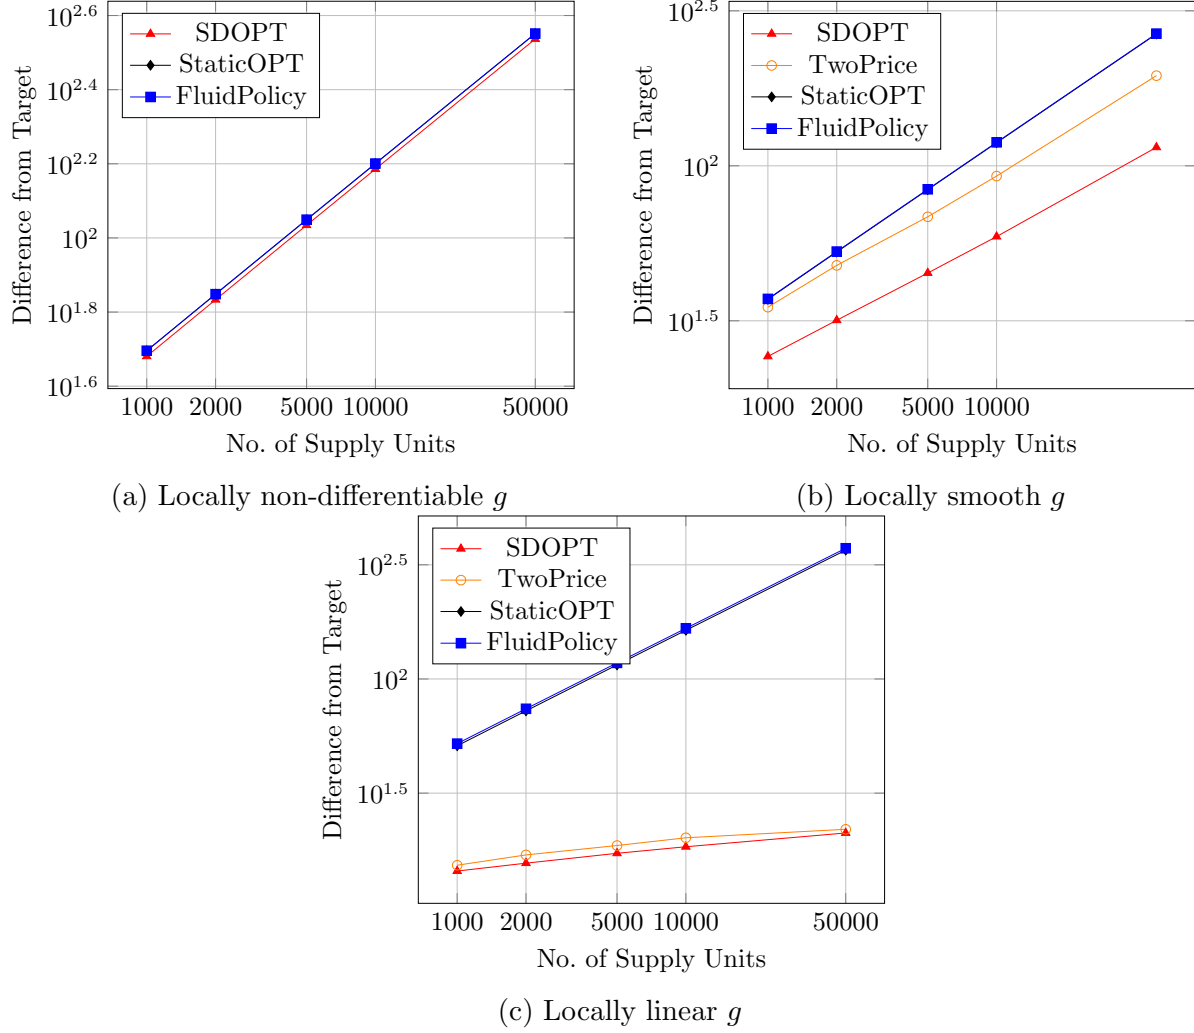 10^2.6
10^2.4
10^2.2
10^2
10^1.8
10^1.6
Difference from Target
SDOPT
StaticOPT
FluidPolicy
1000 2000 5000 10000 50000
No. of Supply Units
(a) Locally non-differentiable g
10^2.5
10^2
10^1.5
Difference from Target
SDOPT
TwoPrice
StaticOPT
FluidPolicy
1000 2000 5000 10000
No. of Supply Units
(b) Locally smooth g
10^2.5
10^2
10^1.5
Difference from Target
SDOPT
TwoPrice
StaticOPT
FluidPolicy
1000 2000 5000 10000 50000
No. of Supply Units
(c) Locally linear g